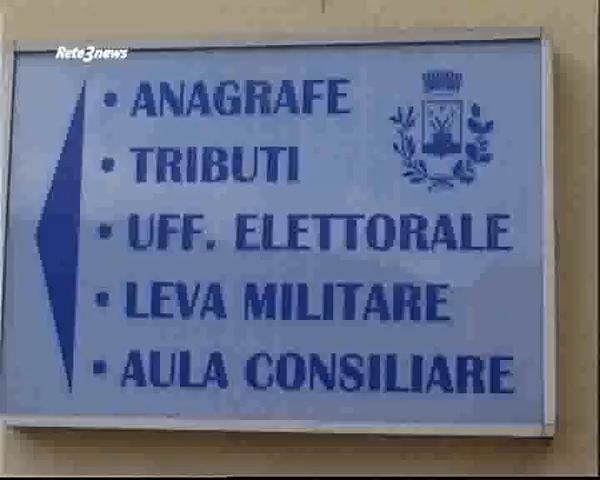 Rete3news
• ANAGRAFE
• TRIBUTI
• UFF. ELETTORALE
• LEVA MILITARE
• AULA CONSILIARE